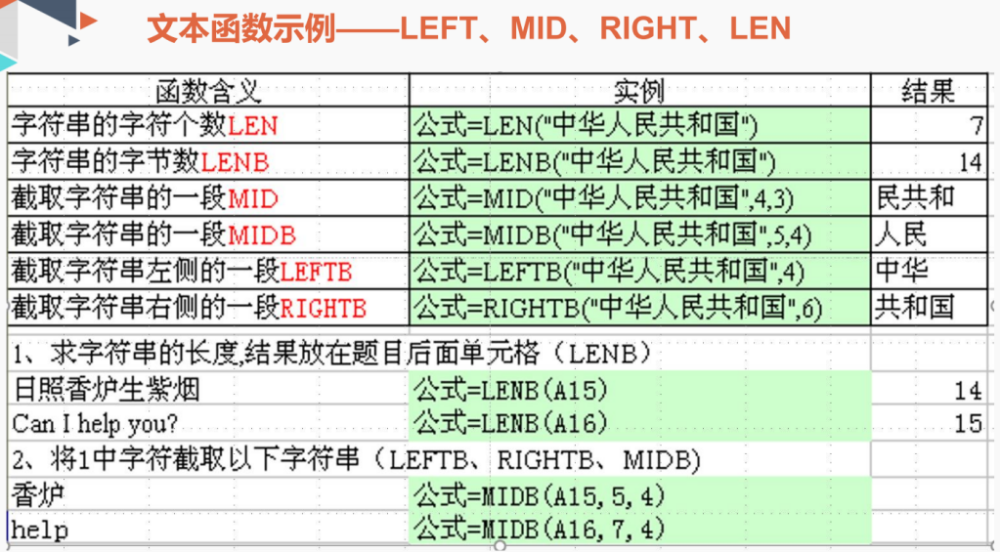 文本函数示例——LEFT、MID、RIGHT、LEN
函数含义 实例 结果
字符串的字符个数LEN 公式=LEN("中华人民共和国") 7
字符串的字节数LENB 公式=LENB("中华人民共和国") 14
截取字符串的一段MID 公式=MID("中华人民共和国",4,3) 民共和
截取字符串的一段MIDB 公式=MIDB("中华人民共和国",5,4) 人民
截取字符串左侧的一段LEFTB 公式=LEFTB("中华人民共和国",4) 中华
截取字符串右侧的一段RIGHTB 公式=RIGHTB("中华人民共和国",6) 共和国
1、求字符串的长度,结果放在题目后面单元格（LENB）
日照香炉生紫烟 公式=LENB(A15) 14
Can I help you? 公式=LENB(A16) 15
2、将1中字符截取以下字符串（LEFTB、RIGHTB、MIDB)
香炉 公式=MIDB(A15,5,4)
help 公式=MIDB(A16,7,4)